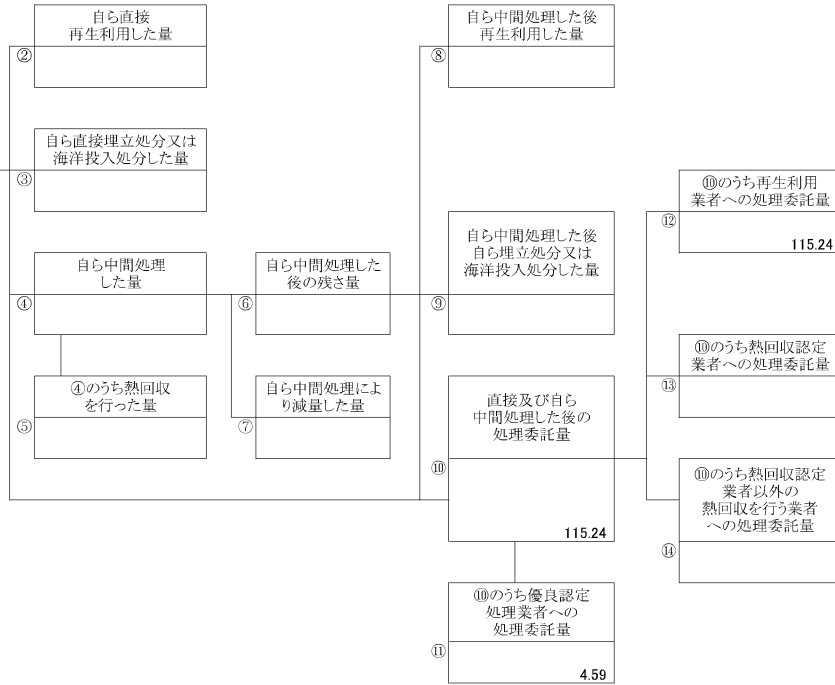 自ら直接
再生利用した量
②
自ら直接埋立処分又は
海洋投入処分した量
③
自ら中間処理
した量
④
④のうち熱回収
を行った量
⑤
自ら中間処理した
後の残さ量
⑥
自ら中間処理によ
り減量した量
⑦
自ら中間処理した後
再生利用した量
⑧
自ら中間処理した後
自ら埋立処分又は
海洋投入処分した量
⑨
直接及び自ら
中間処理した後の
処理委託量
⑩
115.24
⑩のうち優良認定
処理業者への
処理委託量
⑪
4.59
⑩のうち再生利用
業者への処理委託量
⑫
115.24
⑩のうち熱回収認定
業者への処理委託量
⑬
⑩のうち熱回収認定
業者以外の
熱回収を行う業者
への処理委託量
⑭